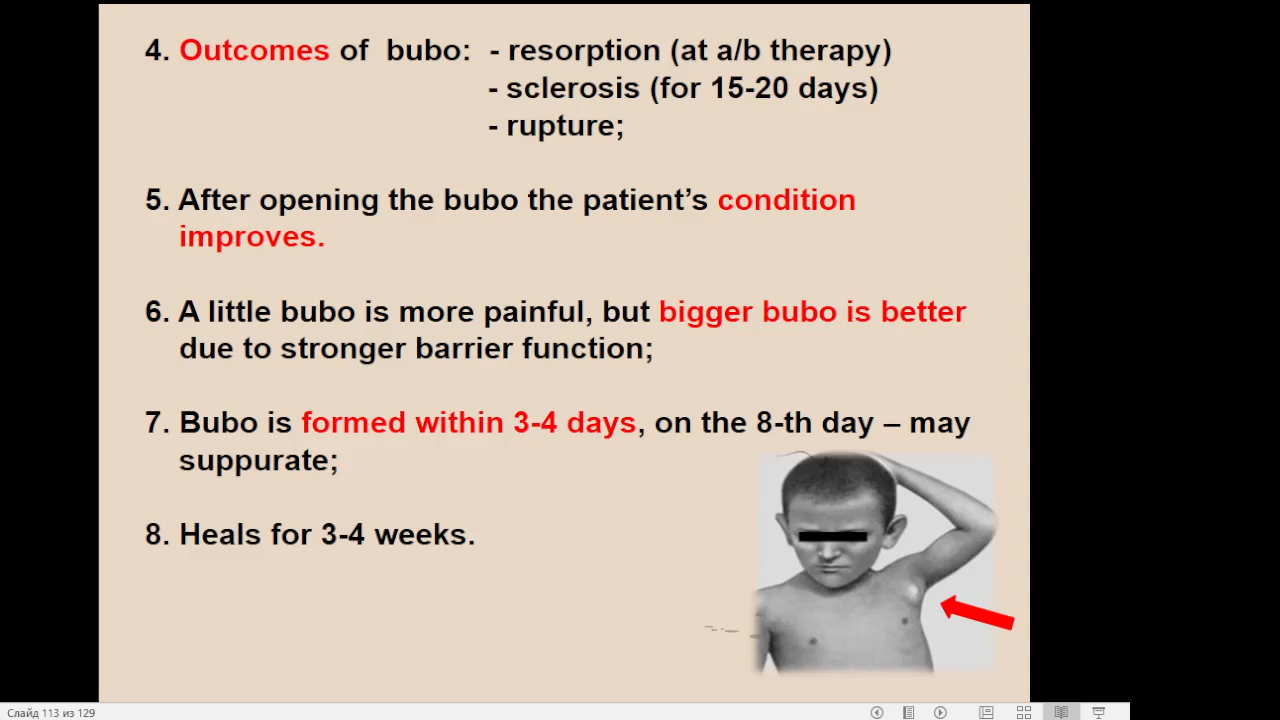 4. Outcomes of bubo: - resorption (at a/b therapy)
- sclerosis (for 15-20 days)
- rupture;
5. After opening the bubo the patient’s condition
improves.
6. A little bubo is more painful, but bigger bubo is better
due to stronger barrier function;
7. Bubo is formed within 3-4 days, on the 8-th day – may
suppurate;
8. Heals for 3-4 weeks.
Слайд 113 из 129